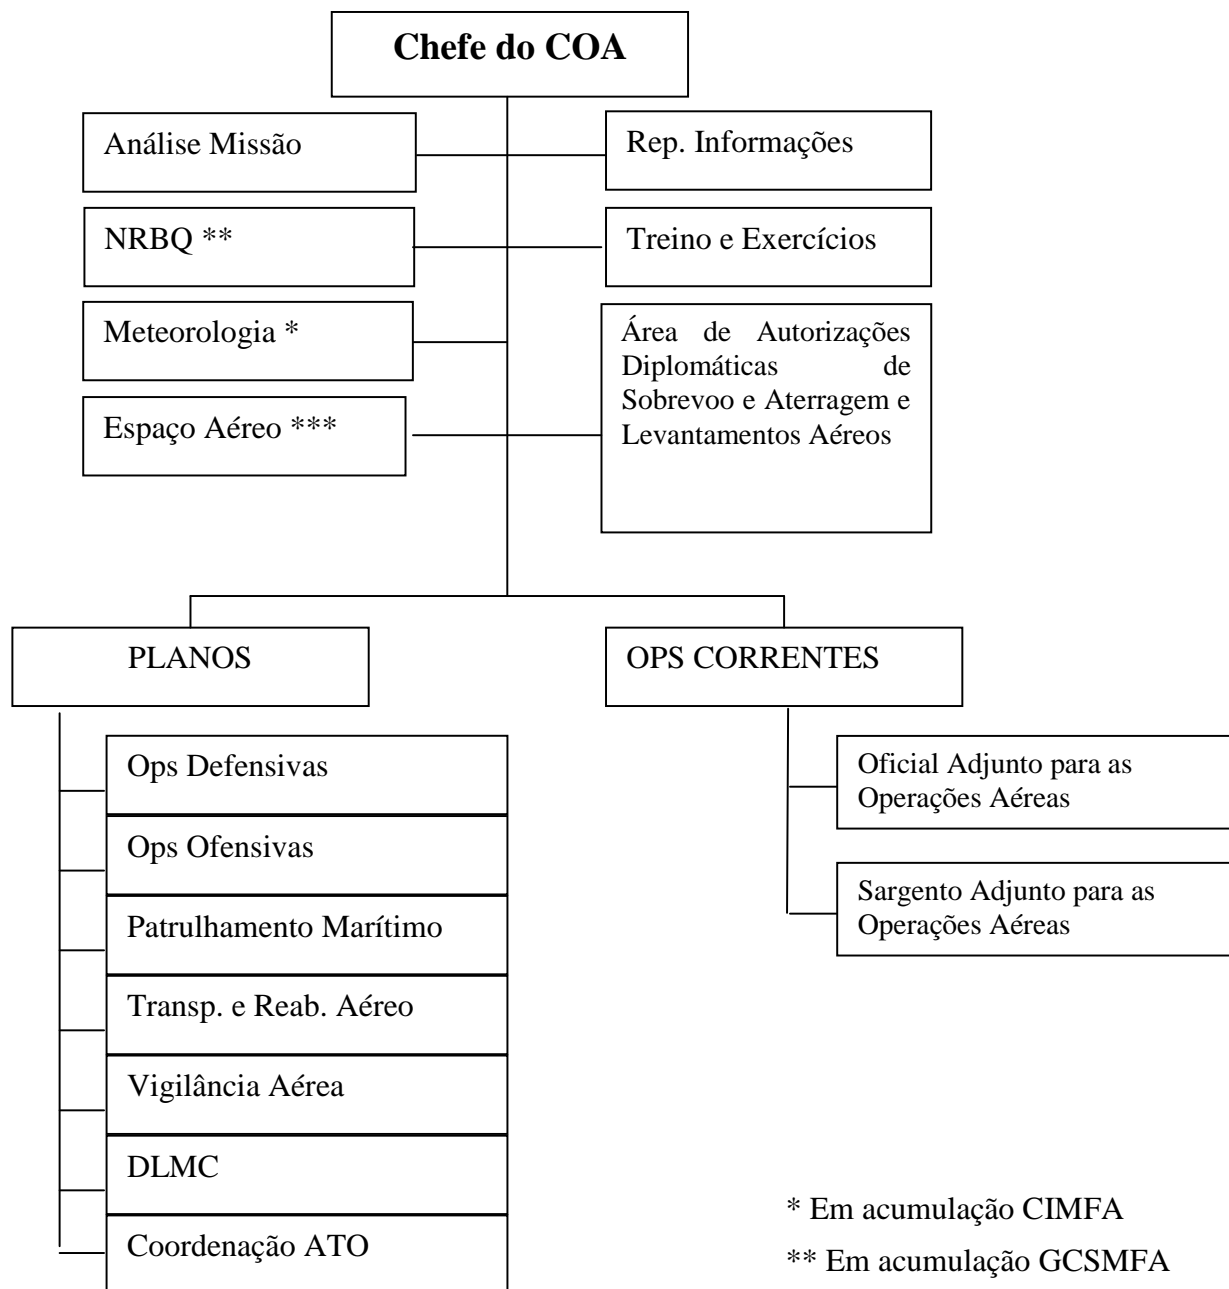 Chefe do COA
Análise Missão
Rep. Informações
NRBQ **
Treino e Exercícios
Meteorologia *
Área de Autorizações
Diplomáticas de
Sobrevoo e Aterragem e
Levantamentos Aéreos
Espaço Aéreo ***
PLANOS
OPS CORRENTES
Ops Defensivas
Ops Ofensivas
Patrulhamento Marítimo
Transp. e Reab. Aéreo
Vigilância Aérea
DLMC
Coordenação ATO
Oficial Adjunto para as
Operações Aéreas
Sargento Adjunto para as
Operações Aéreas
* Em acumulação CIMFA
** Em acumulação GCSMFA